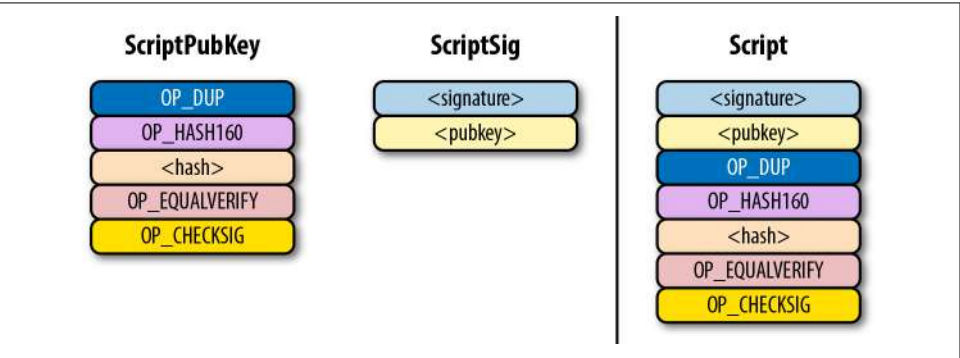 ScriptPubKey
OP_DUP
OP_HASH160
<hash>
OP_EQUALVERIFY
OP_CHECKSIG
ScriptSig
<signature>
<pubkey>
Script
<signature>
<pubkey>
OP_DUP
OP_HASH160
<hash>
OP_EQUALVERIFY
OP_CHECKSIG